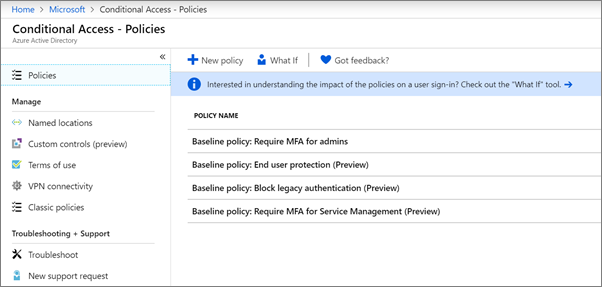 Home > Microsoft > Conditional Access - Policies
Conditional Access - Policies
Azure Active Directory
«
Policies
Manage
Named locations
Custom controls (preview)
Terms of use
VPN connectivity
Classic policies
Troubleshooting + Support
Troubleshoot
New support request
+ New policy What If Got feedback?
Interested in understanding the impact of the policies on a user sign-in? Check out the "What If" tool. →
POLICY NAME
Baseline policy: Require MFA for admins
Baseline policy: End user protection (Preview)
Baseline policy: Block legacy authentication (Preview)
Baseline policy: Require MFA for Service Management (Preview)